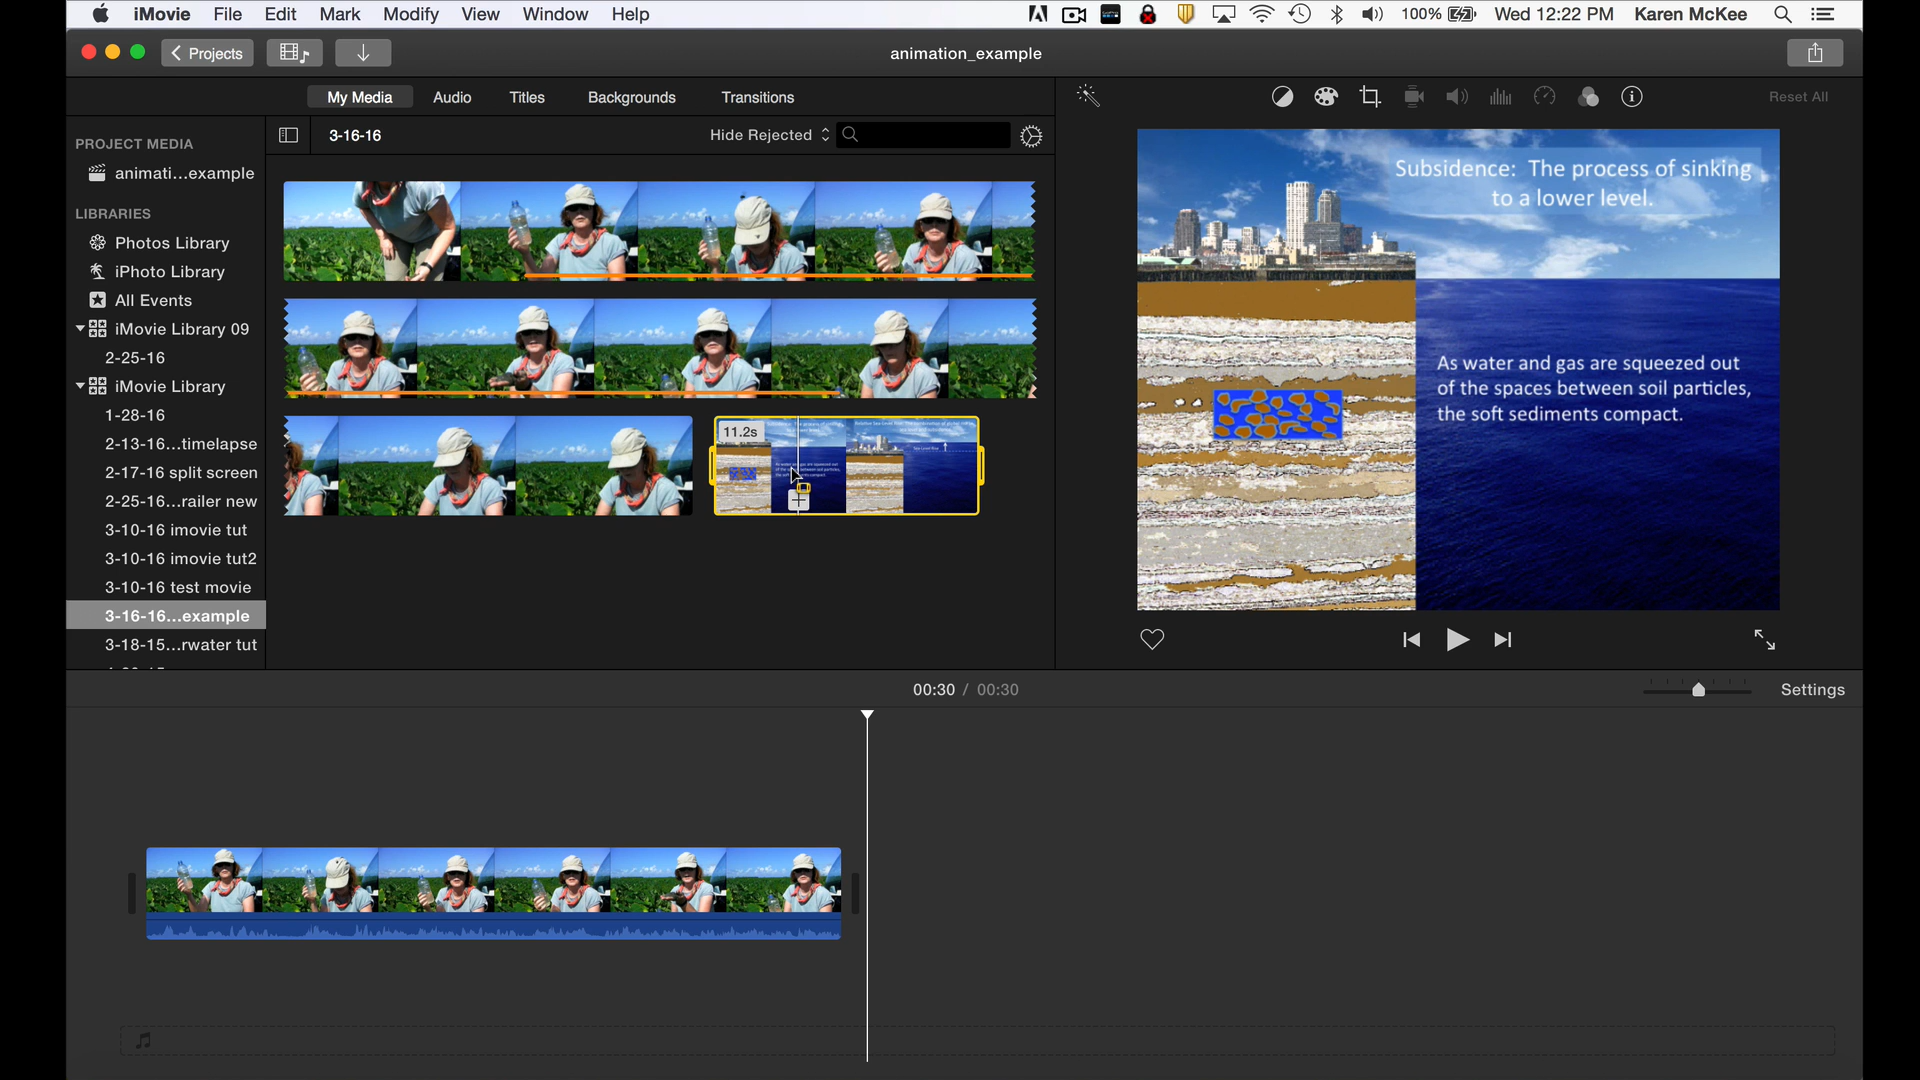 iMovie File Edit Mark Modify View Window Help 100% Wed 12:22 PM Karen McKee
Projects animation_example
My Media Audio Titles Backgrounds Transitions Reset All
3-16-16 Hide Rejected
PROJECT MEDIA
animati...example
LIBRARIES
Photos Library
iPhoto Library
All Events
iMovie Library 09
2-25-16
iMovie Library
1-28-16
2-13-16...timelapse
2-17-16 split screen
2-25-16...railer new
3-10-16 imovie tut
3-10-16 imovie tut2
3-10-16 test movie
3-16-16...example
3-18-15...rwater tut
11.2s
Subsidence: The process of sinking
to a lower level.
As water and gas are squeezed out
of the spaces between soil particles,
the soft sediments compact.
00:30 / 00:30
Settings